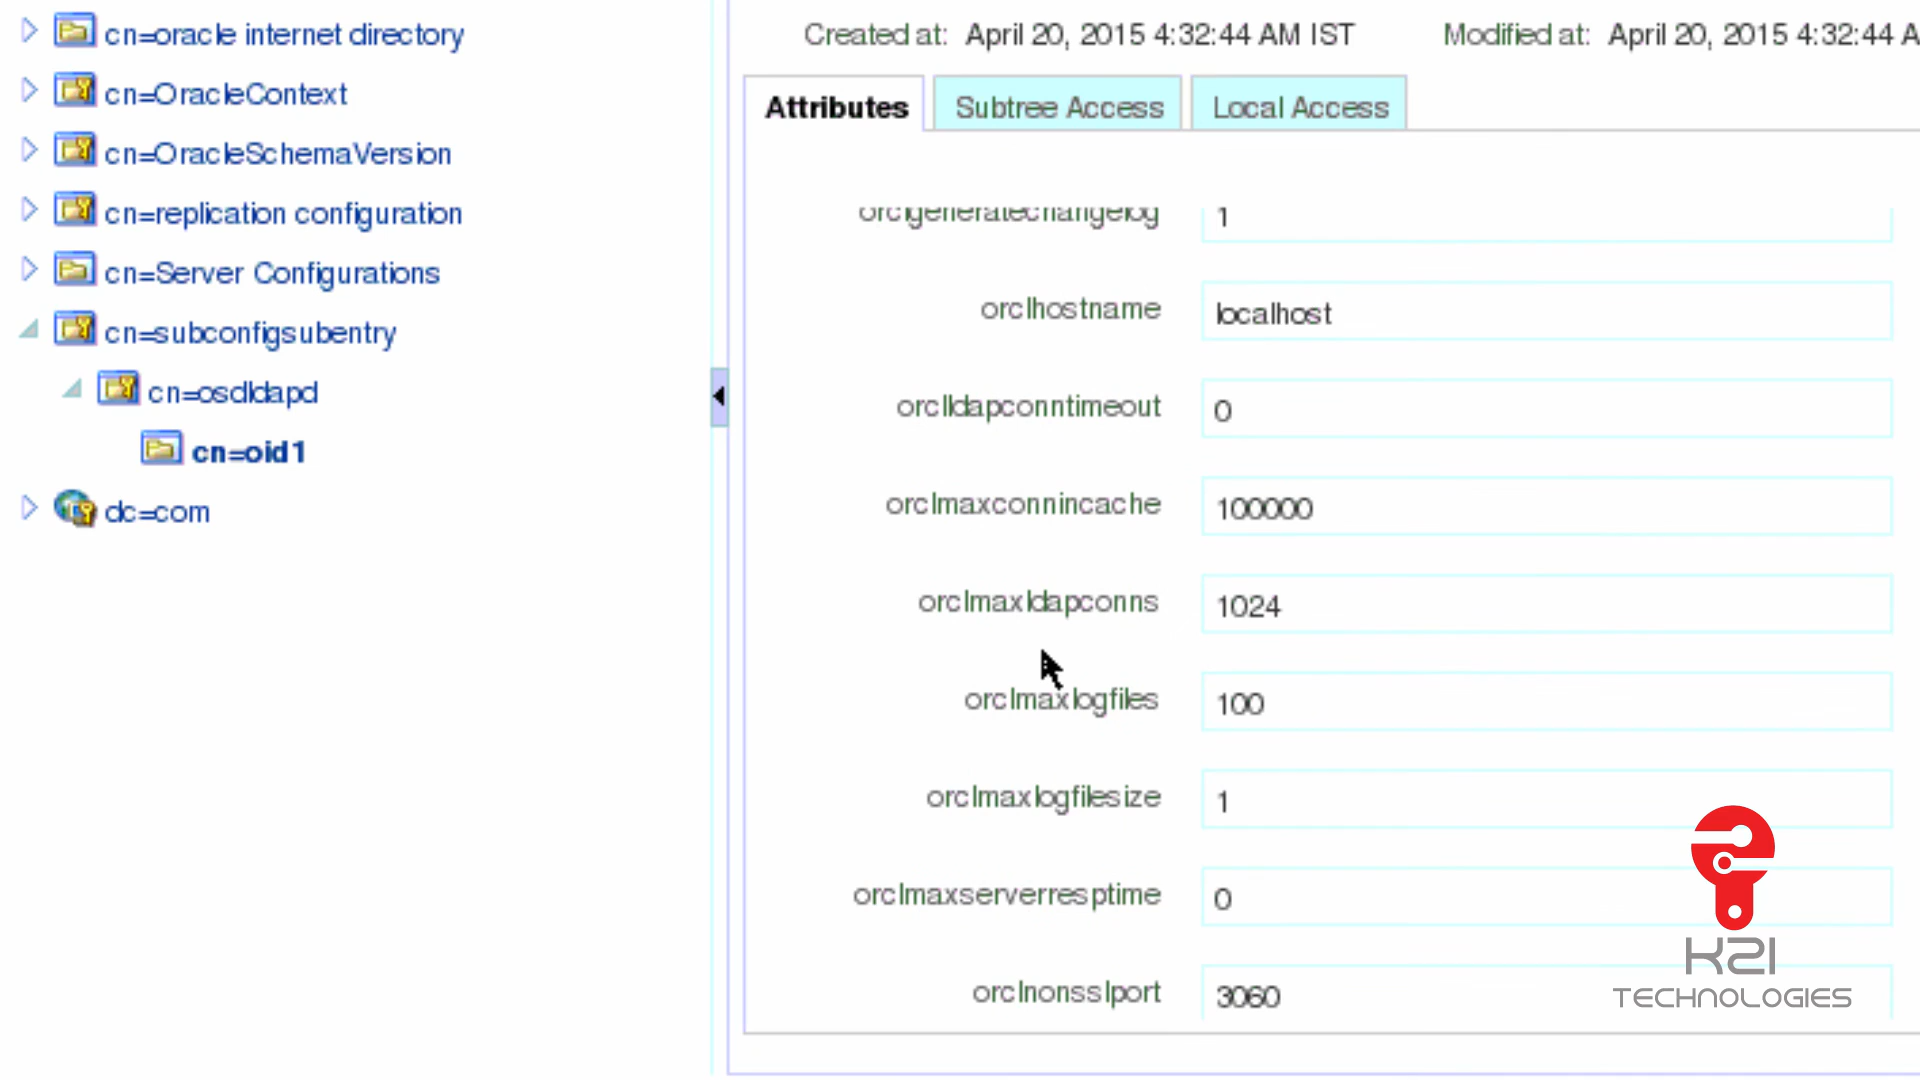 cn=oracle internet directory
cn=OracleContext
cn=OracleSchemaVersion
cn=replication configuration
cn=Server Configurations
cn=subconfigsubentry
cn=osdldapd
cn=oid1
dc=com
Created at: April 20, 2015 4:32:44 AM IST Modified at: April 20, 2015 4:32:44 A
Attributes Subtree Access Local Access
orclgeneratechangelog 1
orclhostname localhost
orclldapconntimeout 0
orclmaxconnincache 100000
orclmaxldapconns 1024
orclmaxlogfiles 100
orclmaxlogfilesize 1
orclmaxserverresptime 0
orclnonsslport 3060
K21
TECHNOLOGIES